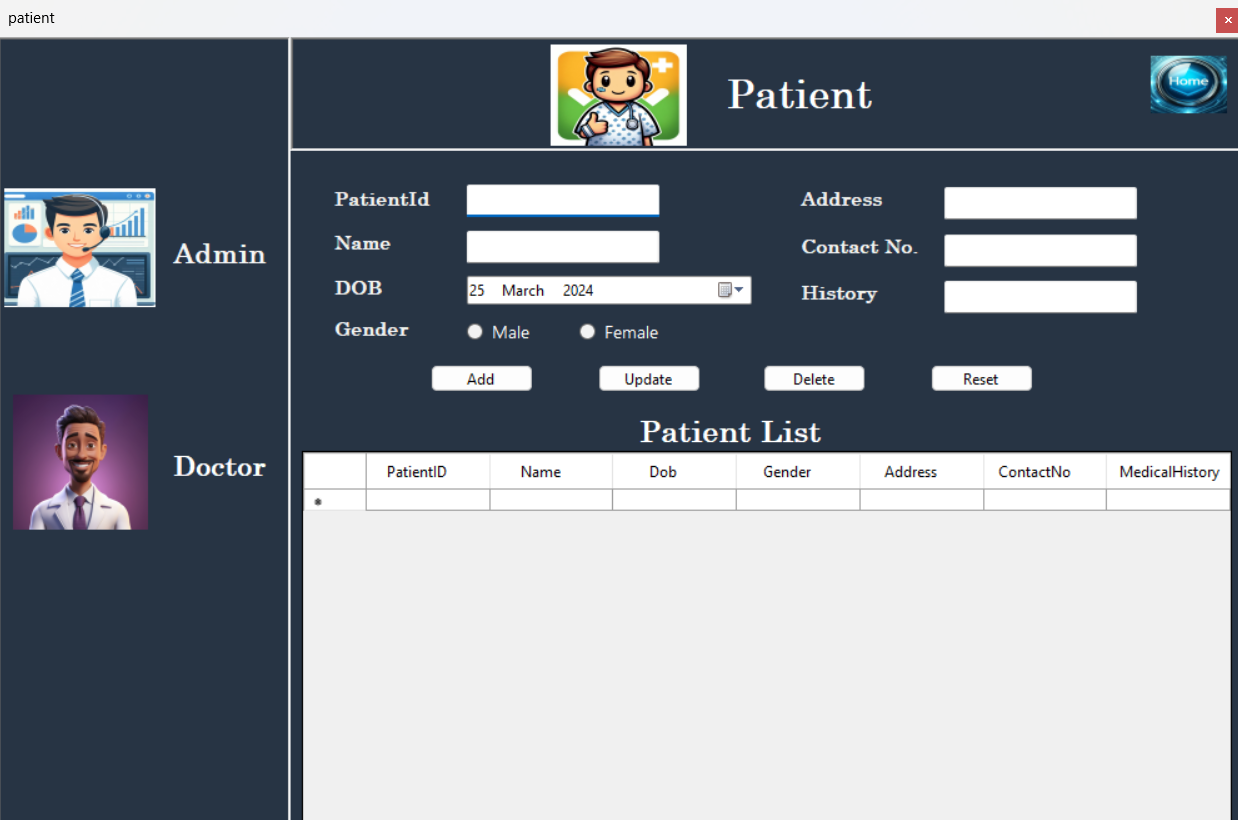 patient
Patient
Home
Admin
Doctor
PatientId
Name
DOB
25 March 2024
Gender
Male
Female
Address
Contact No.
History
Add
Update
Delete
Reset
Patient List
PatientID Name Dob Gender Address ContactNo MedicalHistory